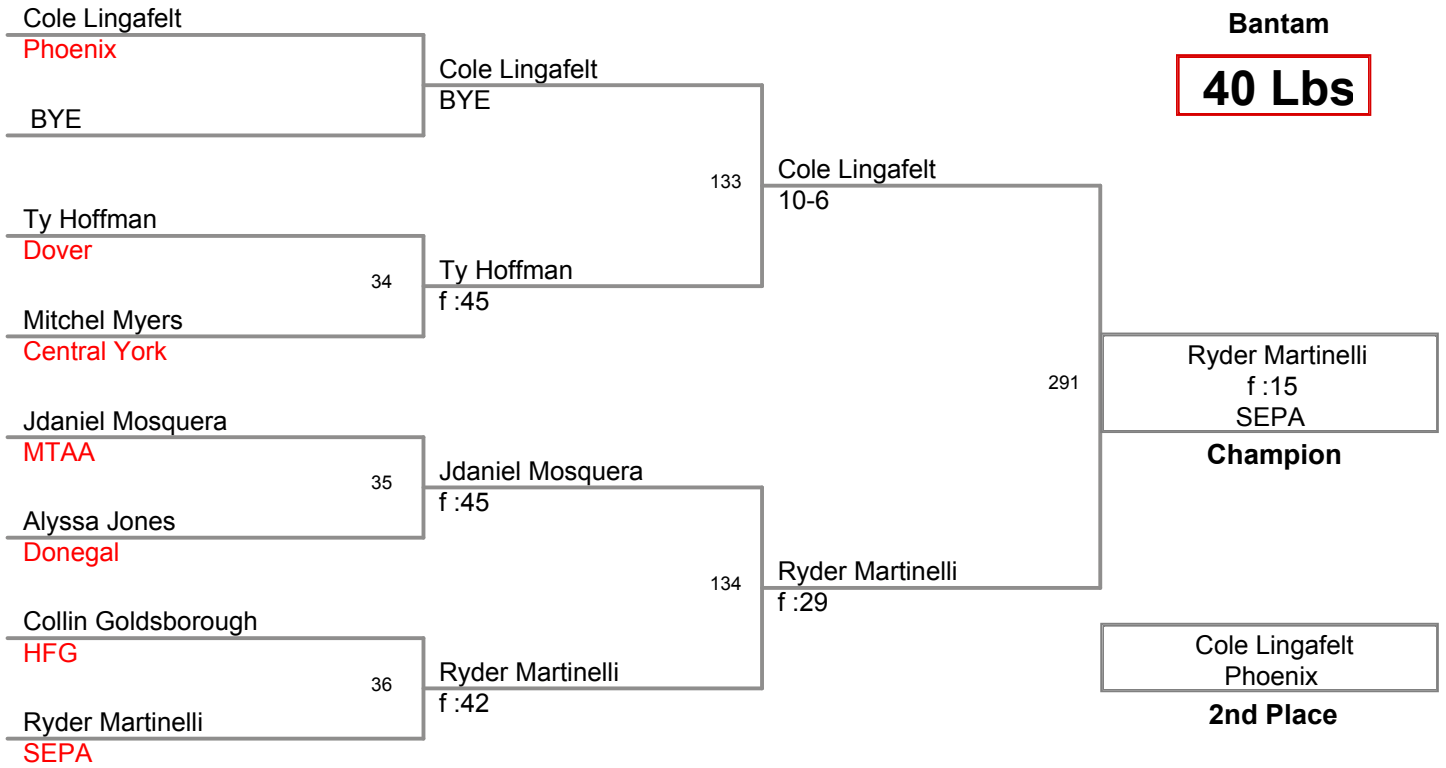 Cole Lingafelt
Phoenix
BYE
Ty Hoffman
Dover
34
Mitchel Myers
Central York
Jdaniel Mosquera
MTAA
35
Alyssa Jones
Donegal
Collin Goldsborough
HFG
36
Ryder Martinelli
SEPA
Cole Lingafelt
BYE
133
Ty Hoffman
f :45
Jdaniel Mosquera
f :45
134
Ryder Martinelli
f :42
Cole Lingafelt
10-6
291
Ryder Martinelli
f :29
Bantam
40 Lbs
Ryder Martinelli
f :15
SEPA
Champion
Cole Lingafelt
Phoenix
2nd Place